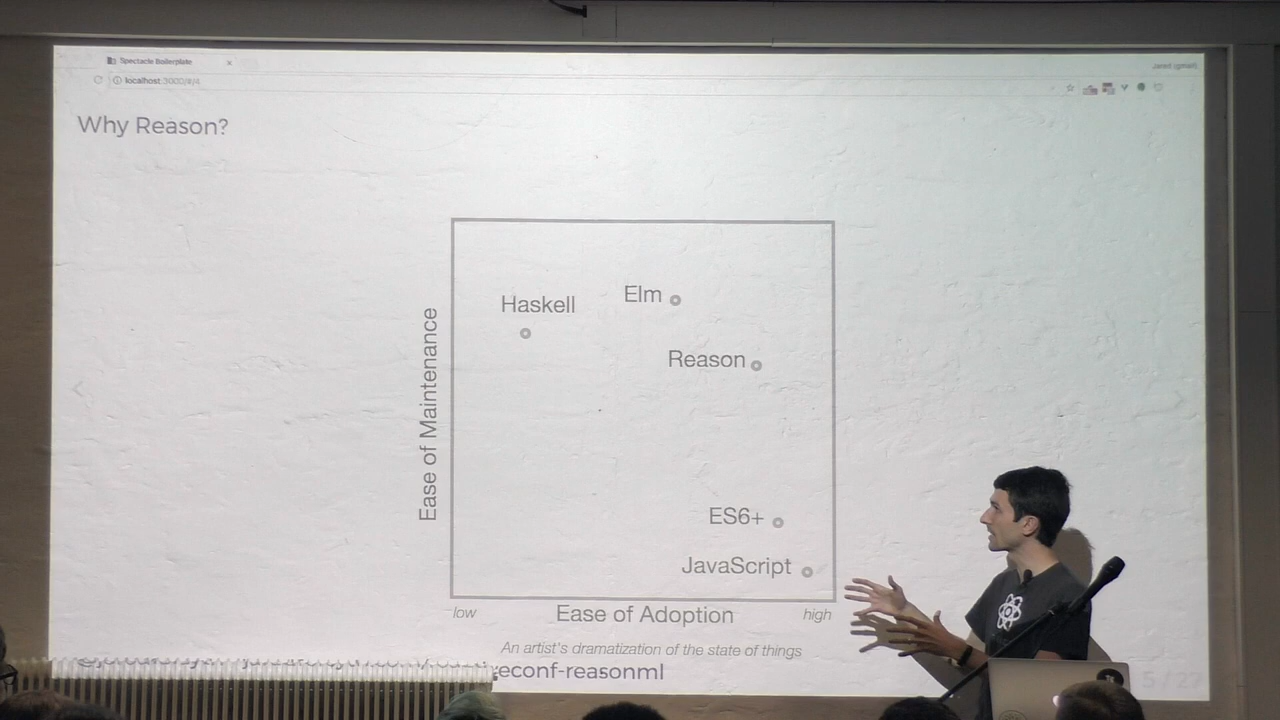 Spectacle Boilerplate
localhost:3000/#/4
Why Reason?
Haskell
Elm
Reason
ES6+
JavaScript
Ease of Maintenance
low
Ease of Adoption
high
An artist's dramatization of the state of things
econf-reasonml
5 / 2